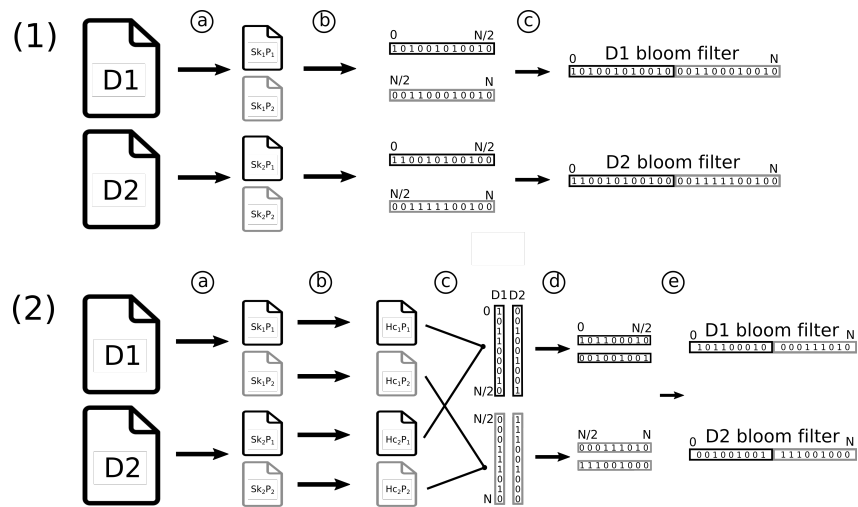 (1)
a b c
D1
Sk₁P₁
Sk₁P₂
0 N/2
101001010010
N/2 N
001100010010
D1 bloom filter
0 N
101001010010 001100010010
D2
Sk₂P₁
Sk₂P₂
0 N/2
110010100100
N/2 N
001111100100
D2 bloom filter
0 N
110010100100 001111100100
(2)
a b c d e
D1
Sk₁P₁
Sk₁P₂
Hc₁P₁
Hc₁P₂
D2
Sk₂P₁
Sk₂P₂
Hc₂P₁
Hc₂P₂
D1 D2
0
N/2
N/2
N
0 N/2
101100010
001001001
N/2 N
000111010
111001000
D1 bloom filter
0 N
101100010 000111010
D2 bloom filter
0 N
001001001 111001000